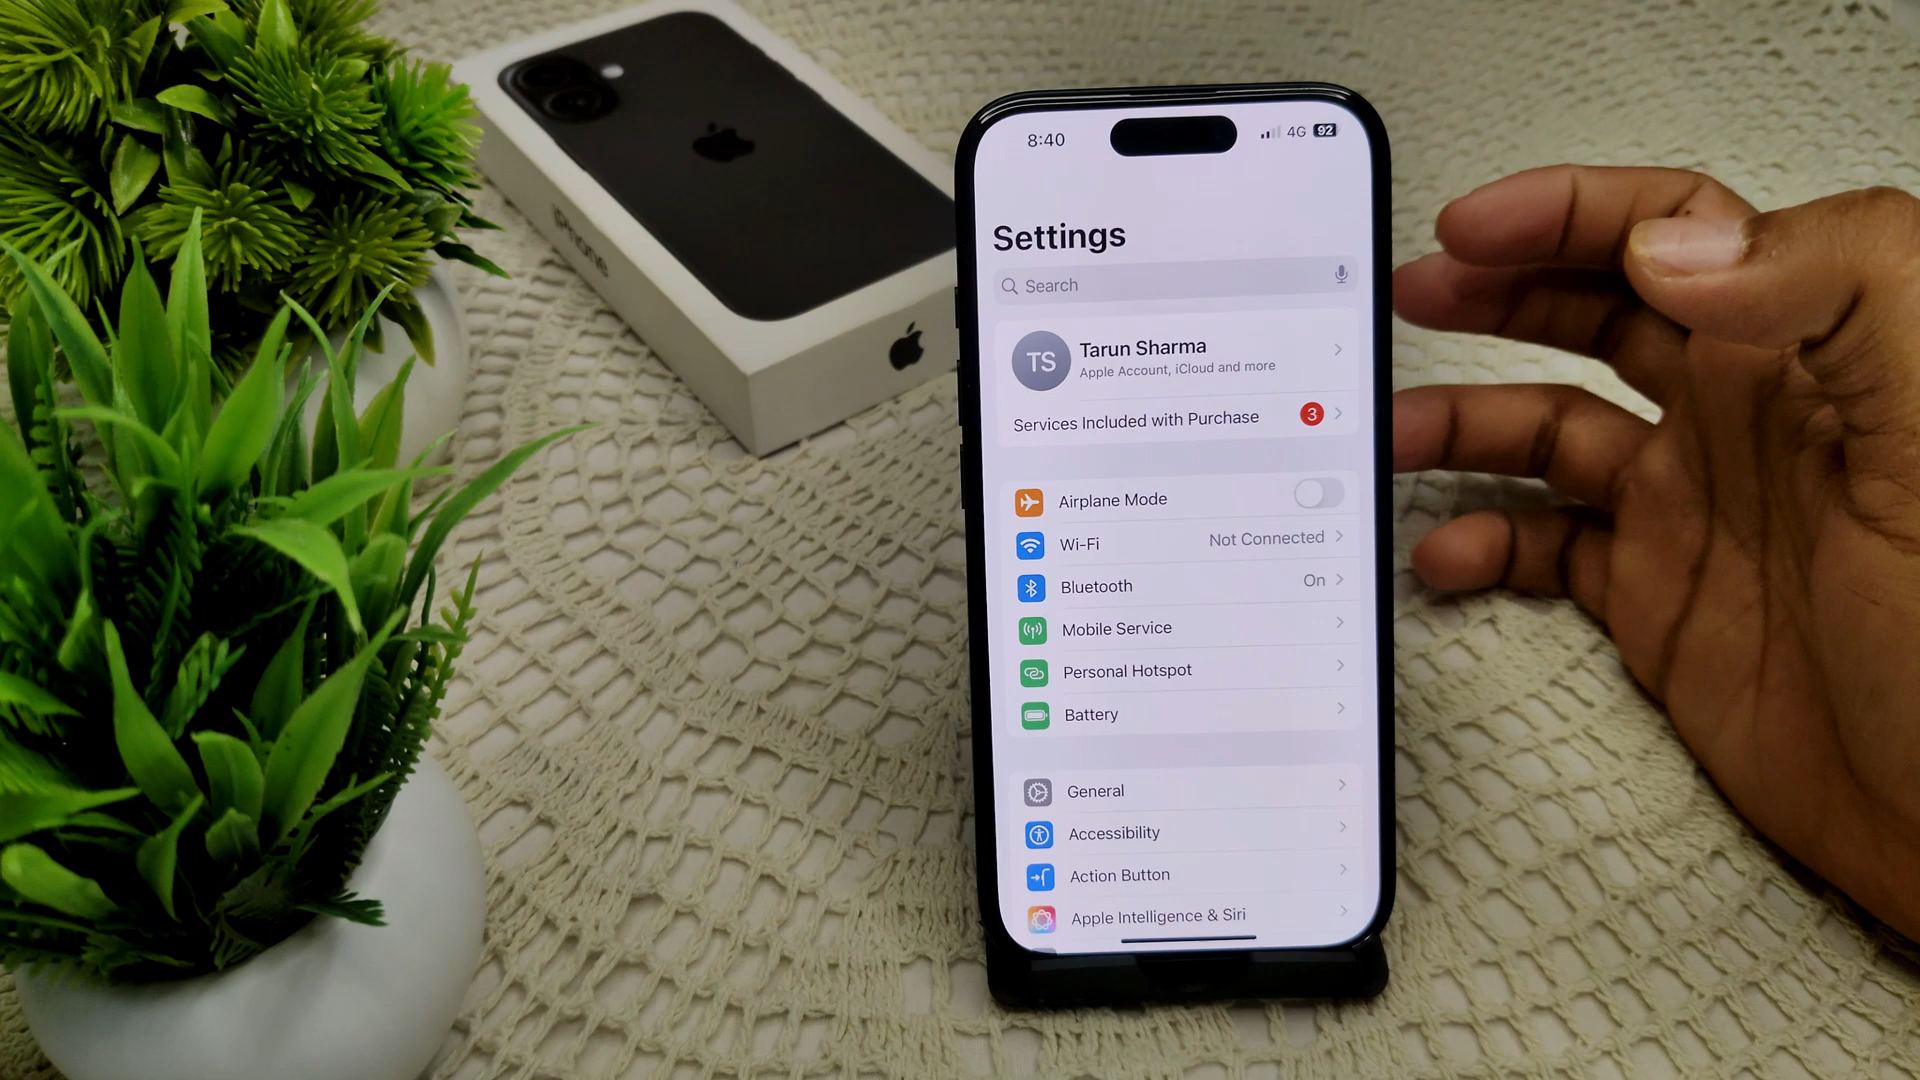 iPhone
8:40
4G 92
Settings
Search
TS
Tarun Sharma
Apple Account, iCloud and more
Services Included with Purchase 3
Airplane Mode
Wi-Fi Not Connected
Bluetooth On
Mobile Service
Personal Hotspot
Battery
General
Accessibility
Action Button
Apple Intelligence & Siri